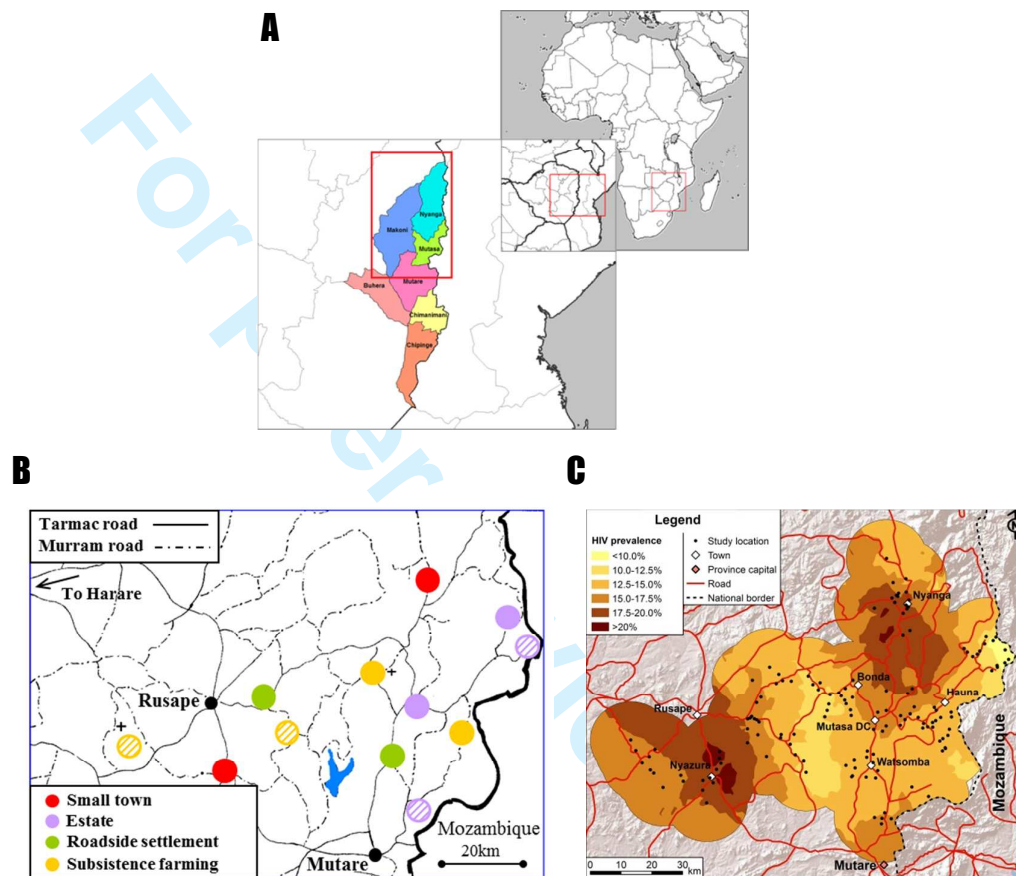 A
Nyanga
Makoni
Mutasa
Buhera
Mutare
Chimanimani
Chipinge
B
Tarmac road
Murram road
To Harare
Rusape
Small town
Estate
Roadside settlement
Subsistence farming
Mutare
Mozambique
20km
C
Legend
HIV prevalence
<10.0%
10.0-12.5%
12.5-15.0%
15.0-17.5%
17.5-20.0%
>20%
Study location
Town
Province capital
Road
National border
Nyanga
Bonda
Hauna
Rusape
Mutasa DC
Nyazura
Watsomba
Mozambique
Mutare
0 10 20 30
km
For Peer